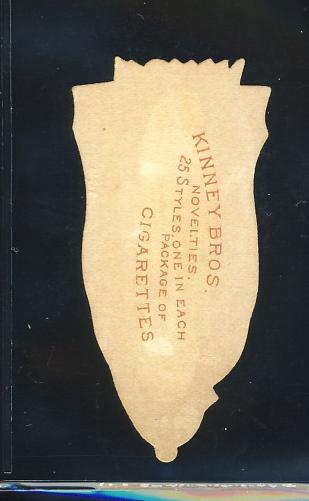 KINNEY BROS.
NOVELTIES.
25 STYLES, ONE IN EACH
PACKAGE OF
CIGARETTES